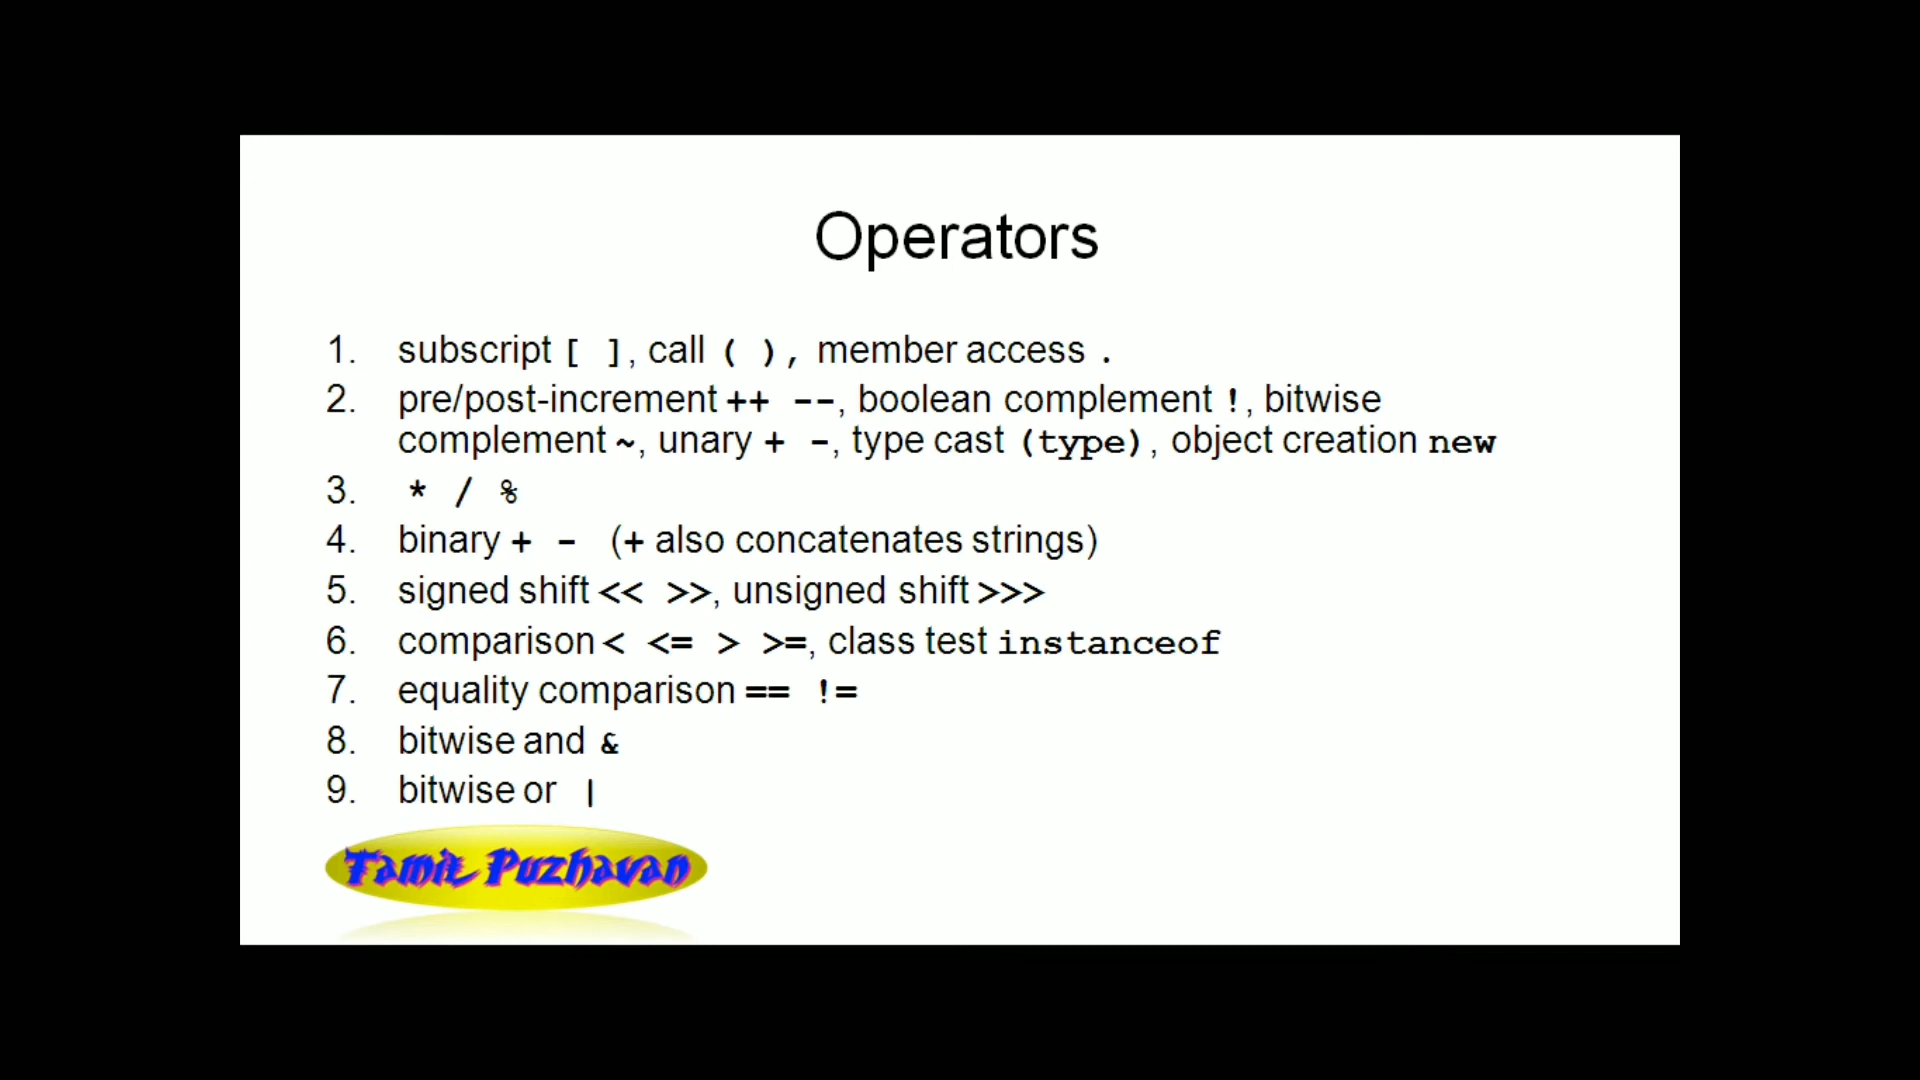 Operators
1. subscript [ ], call ( ), member access .
2. pre/post-increment ++ --, boolean complement !, bitwise
complement ~, unary + -, type cast (type), object creation new
3. * / %
4. binary + - (+ also concatenates strings)
5. signed shift << >>, unsigned shift >>>
6. comparison < <= > >=, class test instanceof
7. equality comparison == !=
8. bitwise and &
9. bitwise or |
Tamil Puzhavan